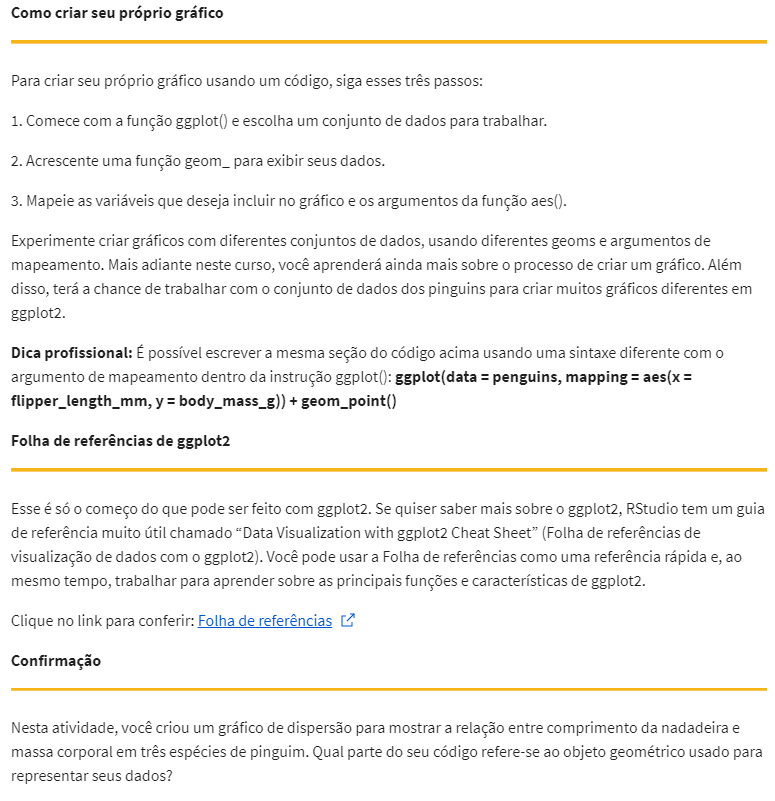 Como criar seu próprio gráfico
Para criar seu próprio gráfico usando um código, siga esses três passos:
1. Comece com a função ggplot() e escolha um conjunto de dados para trabalhar.
2. Acrescente uma função geom_ para exibir seus dados.
3. Mapeie as variáveis que deseja incluir no gráfico e os argumentos da função aes().
Experimente criar gráficos com diferentes conjuntos de dados, usando diferentes geoms e argumentos de
mapeamento. Mais adiante neste curso, você aprenderá ainda mais sobre o processo de criar um gráfico. Além
disso, terá a chance de trabalhar com o conjunto de dados dos pinguins para criar muitos gráficos diferentes em
ggplot2.
Dica profissional: É possível escrever a mesma seção do código acima usando uma sintaxe diferente com o
argumento de mapeamento dentro da instrução ggplot(): ggplot(data = penguins, mapping = aes(x =
flipper_length_mm, y = body_mass_g)) + geom_point()
Folha de referências de ggplot2
Esse é só o começo do que pode ser feito com ggplot2. Se quiser saber mais sobre o ggplot2, RStudio tem um guia
de referência muito útil chamado “Data Visualization with ggplot2 Cheat Sheet” (Folha de referências de
visualização de dados com o ggplot2). Você pode usar a Folha de referências como uma referência rápida e, ao
mesmo tempo, trabalhar para aprender sobre as principais funções e características de ggplot2.
Clique no link para conferir: Folha de referências
Confirmação
Nesta atividade, você criou um gráfico de dispersão para mostrar a relação entre comprimento da nadadeira e
massa corporal em três espécies de pinguim. Qual parte do seu código refere-se ao objeto geométrico usado para
representar seus dados?